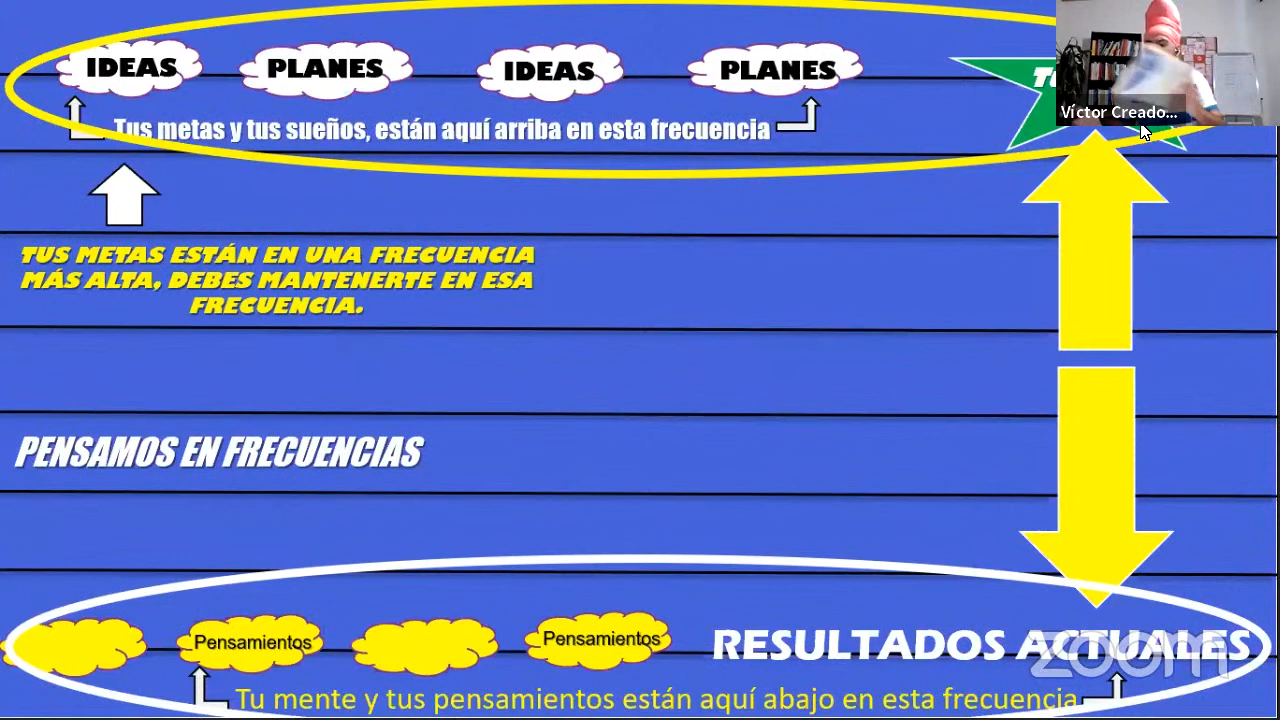 IDEAS
PLANES
IDEAS
PLANES
Víctor Creado...
Tus metas y tus sueños, están aquí arriba en esta frecuencia
TUS METAS ESTÁN EN UNA FRECUENCIA
MÁS ALTA, DEBES MANTENERTE EN ESA
FRECUENCIA.
PENSAMOS EN FRECUENCIAS
Pensamientos
Pensamientos
RESULTADOS ACTUALES
zoom
Tu mente y tus pensamientos están aquí abajo en esta frecuencia